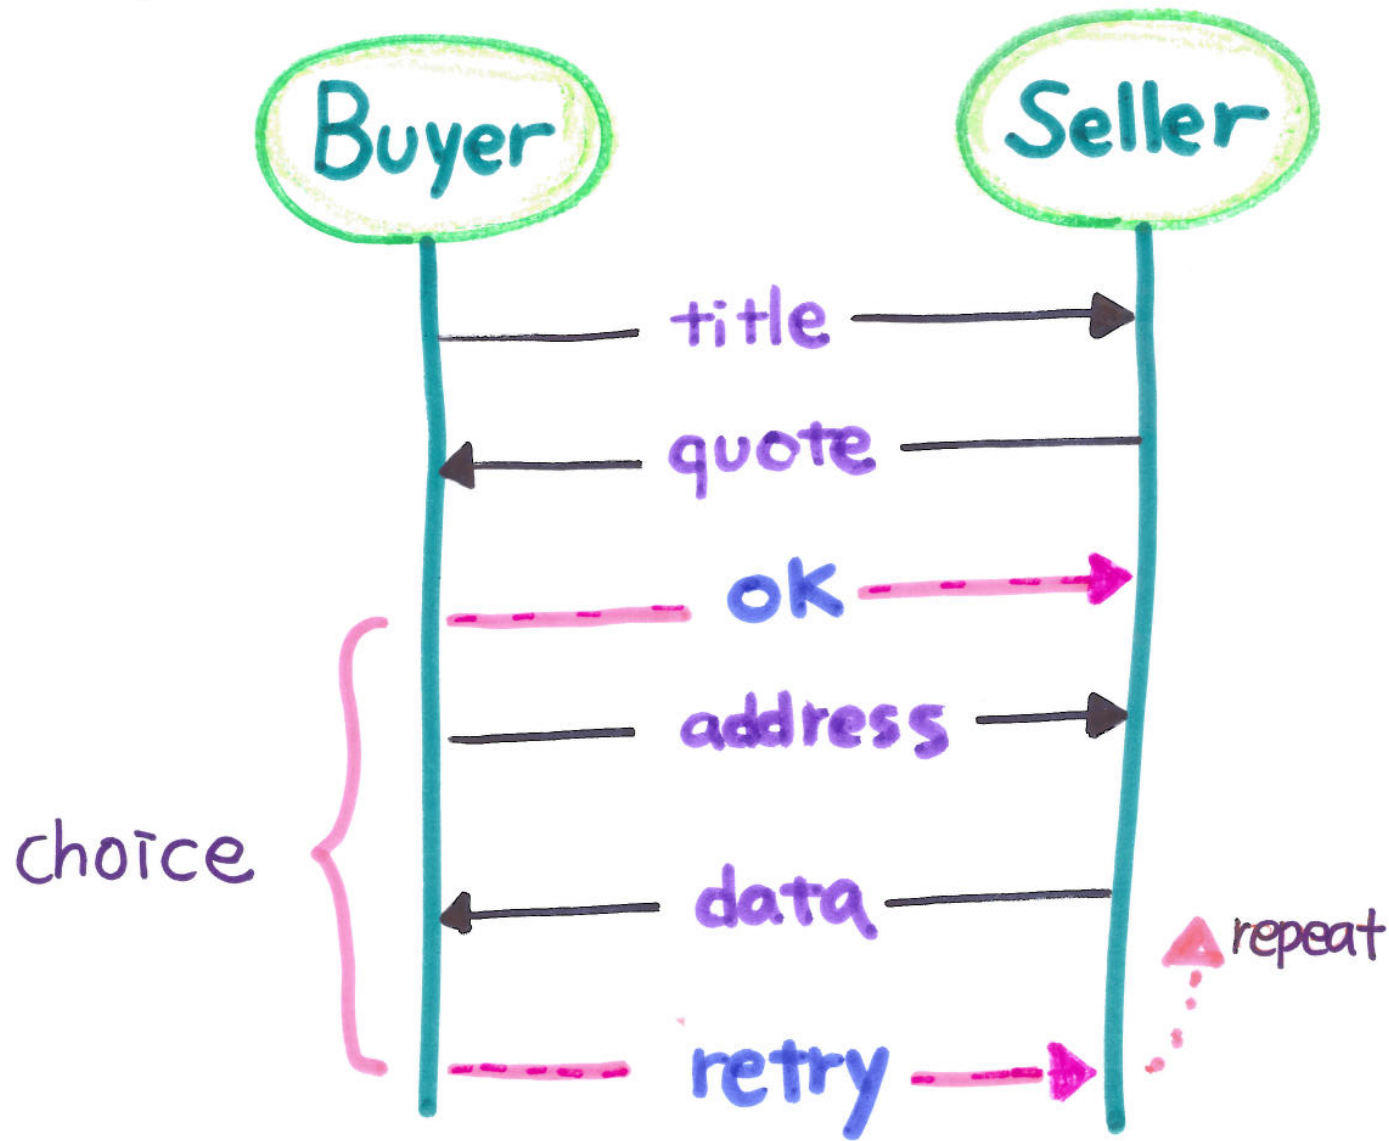 Buyer
Seller
title
quote
ok
address
choice
data
repeat
retry